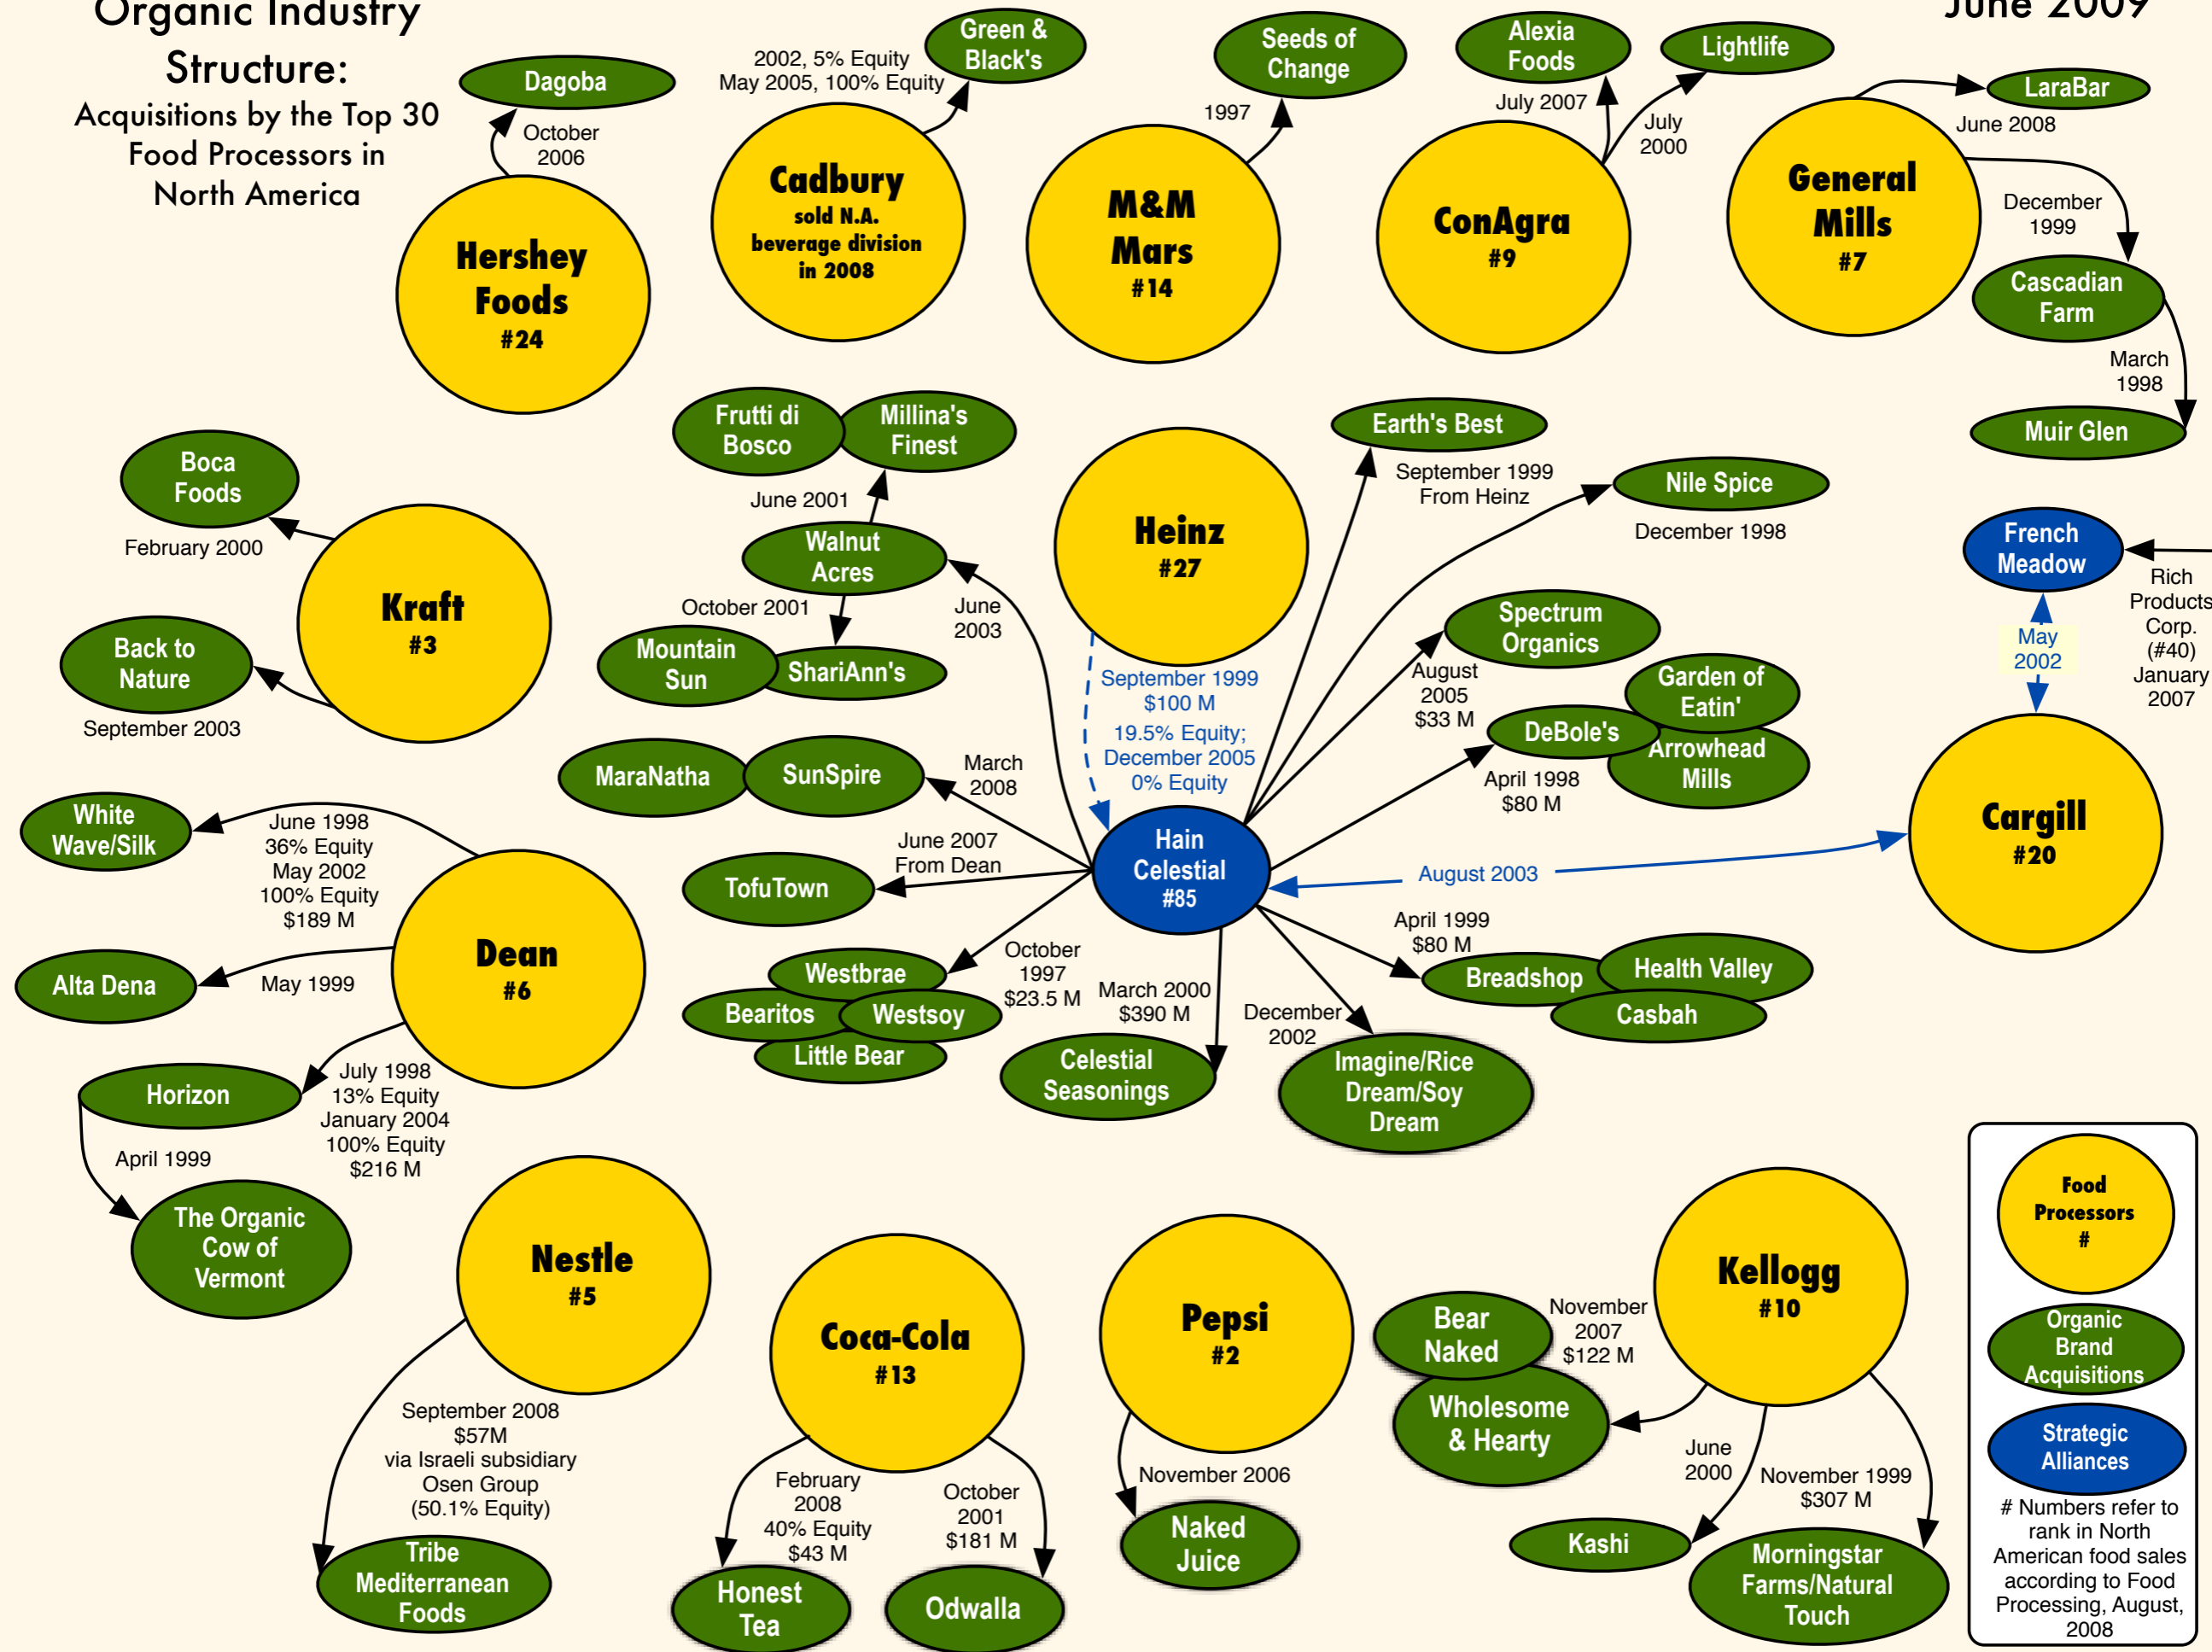 Organic Industry
Structure:
Acquisitions by the Top 30
Food Processors in
North America
June 2009
Dagoba
October
2006
Hershey
Foods
#24
2002, 5% Equity
May 2005, 100% Equity
Green &
Black's
Cadbury
sold N.A.
beverage division
in 2008
Seeds of
Change
1997
M&M
Mars
#14
Alexia
Foods
July 2007
Lightlife
July
2000
ConAgra
#9
LaraBar
June 2008
General
Mills
#7
December
1999
Cascadian
Farm
March
1998
Muir Glen
Boca
Foods
February 2000
Kraft
#3
Back to
Nature
September 2003
Frutti di
Bosco
Millina's
Finest
June 2001
Walnut
Acres
October 2001
Mountain
Sun
ShariAnn's
June
2003
Heinz
#27
September 1999
$100 M
19.5% Equity;
December 2005
0% Equity
Earth's Best
September 1999
From Heinz
Nile Spice
December 1998
Spectrum
Organics
August
2005
$33 M
Garden of
Eatin'
DeBole's
Arrowhead
Mills
April 1998
$80 M
French
Meadow
Rich
Products
Corp.
(#40)
January
2007
May
2002
Cargill
#20
August 2003
MaraNatha
SunSpire
March
2008
June 2007
From Dean
TofuTown
Hain
Celestial
#85
White
Wave/Silk
June 1998
36% Equity
May 2002
100% Equity
$189 M
Dean
#6
Alta Dena
May 1999
Horizon
July 1998
13% Equity
January 2004
100% Equity
$216 M
April 1999
The Organic
Cow of
Vermont
Westbrae
Bearitos
Westsoy
Little Bear
October
1997
$23.5 M
March 2000
$390 M
Celestial
Seasonings
December
2002
Imagine/Rice
Dream/Soy
Dream
April 1999
$80 M
Breadshop
Health Valley
Casbah
Nestle
#5
September 2008
$57M
via Israeli subsidiary
Osen Group
(50.1% Equity)
Tribe
Mediterranean
Foods
Coca-Cola
#13
February
2008
40% Equity
$43 M
Honest
Tea
October
2001
$181 M
Odwalla
Pepsi
#2
November 2006
Naked
Juice
Kellogg
#10
Bear
Naked
November
2007
$122 M
Wholesome
& Hearty
June
2000
Kashi
November 1999
$307 M
Morningstar
Farms/Natural
Touch
Food
Processors
#
Organic
Brand
Acquisitions
Strategic
Alliances
# Numbers refer to
rank in North
American food sales
according to Food
Processing, August,
2008